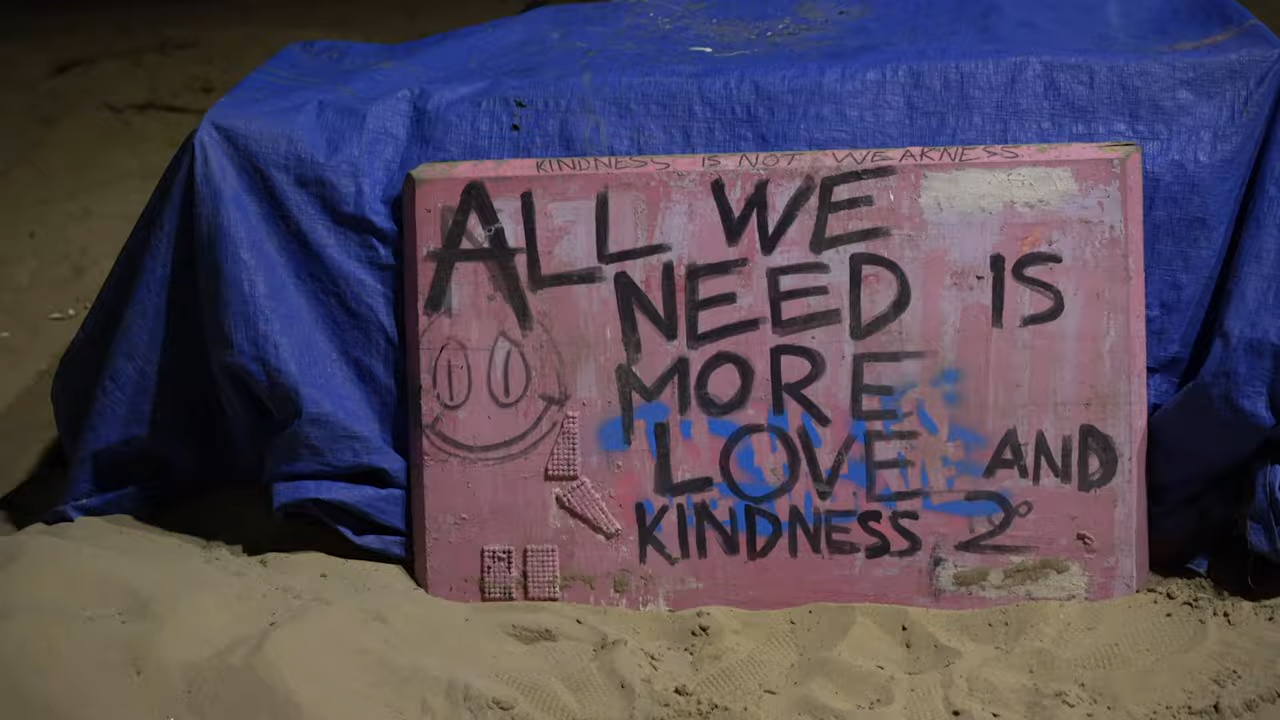 KINDNESS IS NOT WEAKNESS
ALL WE
NEED IS
MORE
LOVE AND
KINDNESS 2°